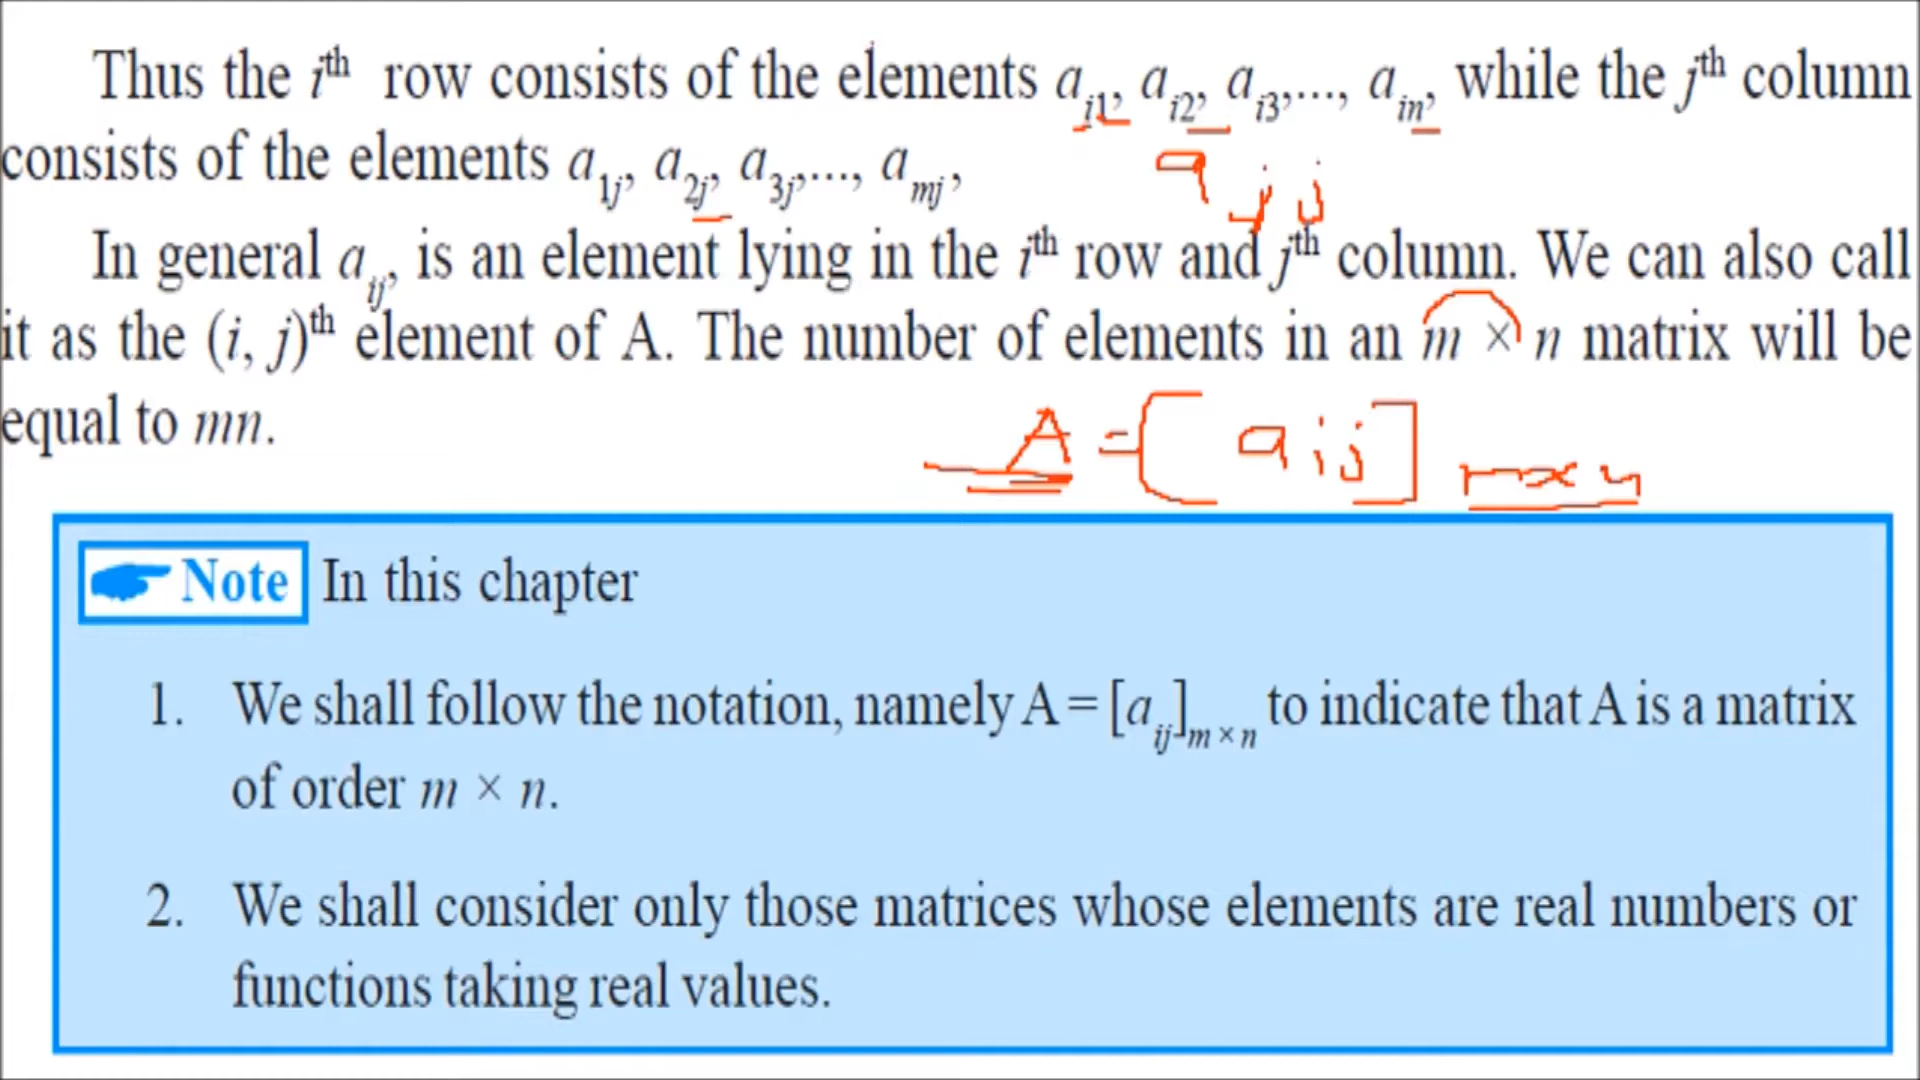 Thus the iᵗʰ row consists of the elements aᵢ₁, aᵢ₂, aᵢ₃,..., aᵢₙ, while the jᵗʰ column
consists of the elements a₁ⱼ, a₂ⱼ, a₃ⱼ,..., aₘⱼ,
a i j
In general aᵢⱼ, is an element lying in the iᵗʰ row and jᵗʰ column. We can also call
it as the (i, j)ᵗʰ element of A. The number of elements in an m × n matrix will be
equal to mn.
A = [aij] m×n
Note In this chapter
1. We shall follow the notation, namely A = [aᵢⱼ]ₘ × ₙ to indicate that A is a matrix
of order m × n.
2. We shall consider only those matrices whose elements are real numbers or
functions taking real values.